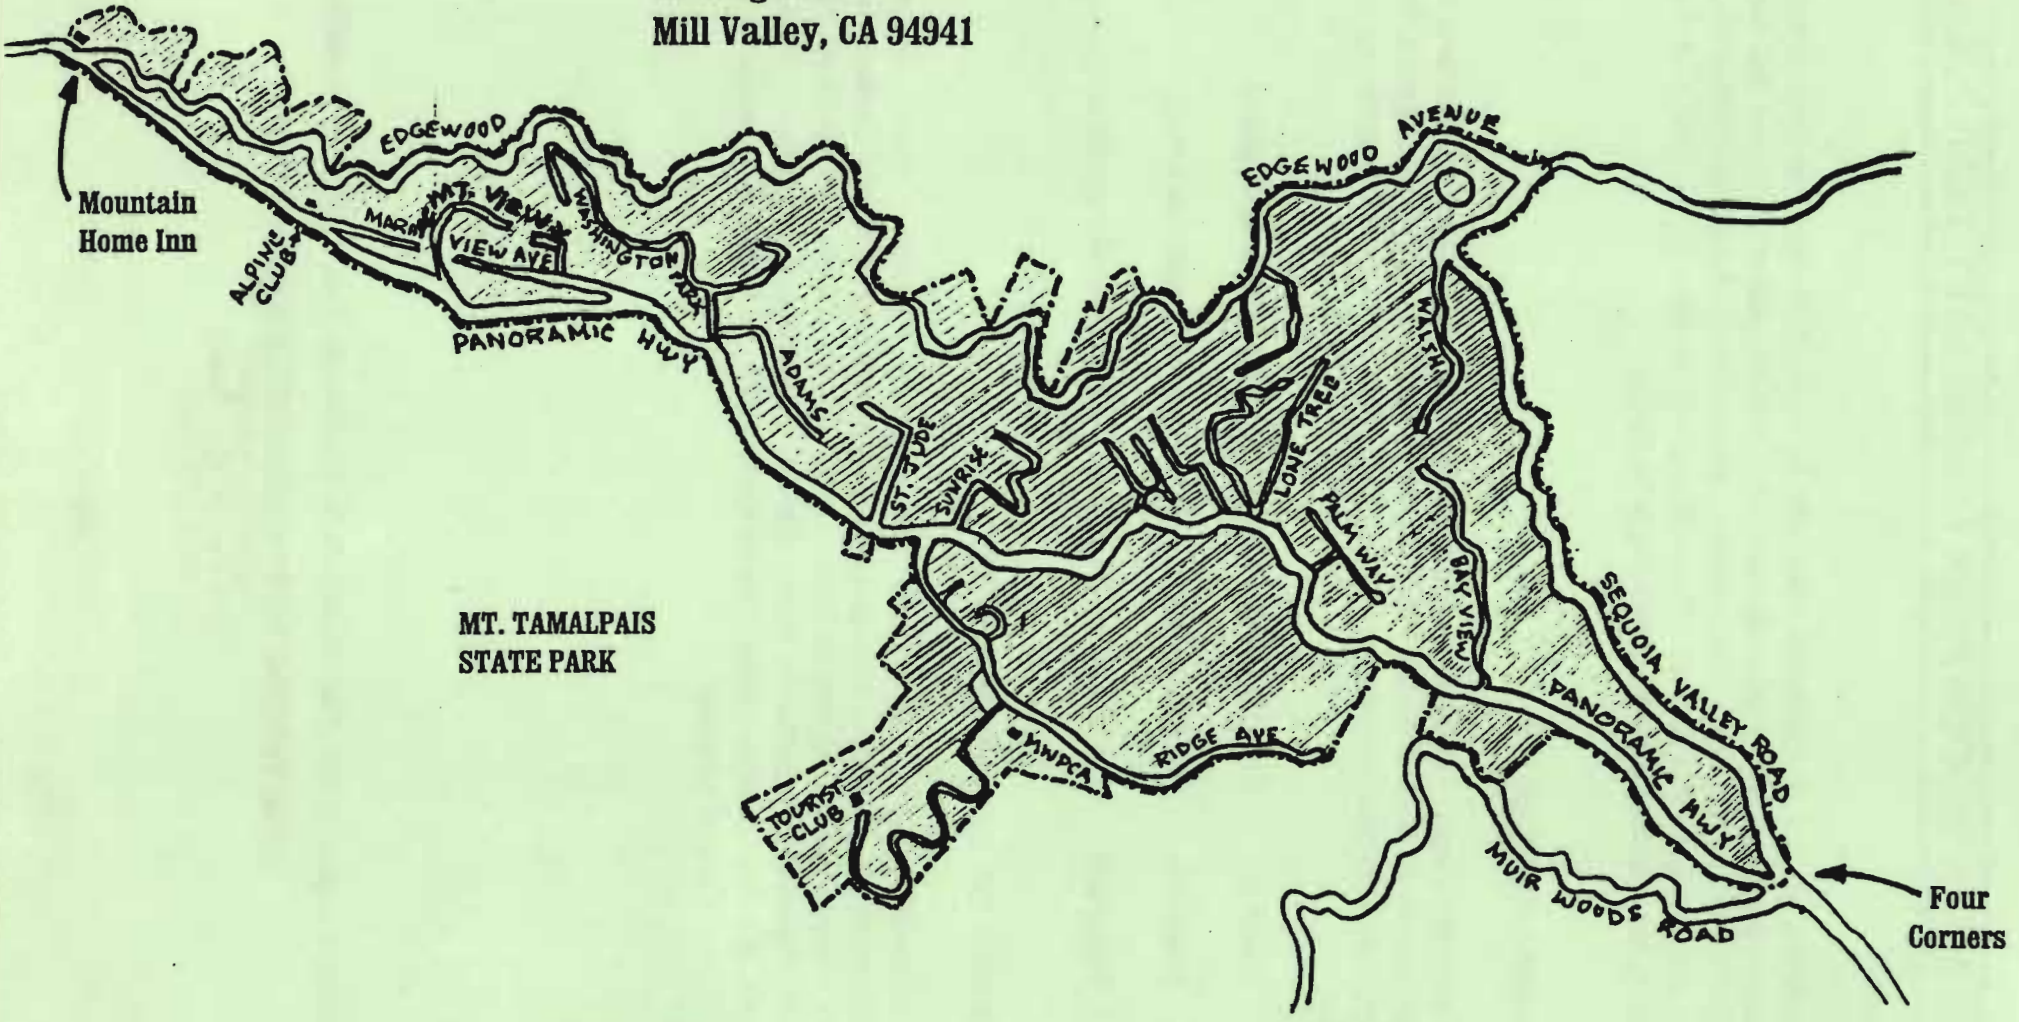 Mill Valley, CA 94941
EDGEWOOD
AVENUE
EDGEWOOD
Mountain
Home Inn
MT. VIEW
WASHINGTON PARK
VIEW AVE
ALPINE
CLUB
PANORAMIC HWY
ADAMS
WALSH
ST. JUDE
SUNRISE
LONE TREE
PALM WAY
BAY VIEW
MT. TAMALPAIS
STATE PARK
SEQUOIA VALLEY ROAD
PANORAMIC HWY
RIDGE AVE
MWPCA
TOURIST
CLUB
MUIR WOODS ROAD
Four
Corners